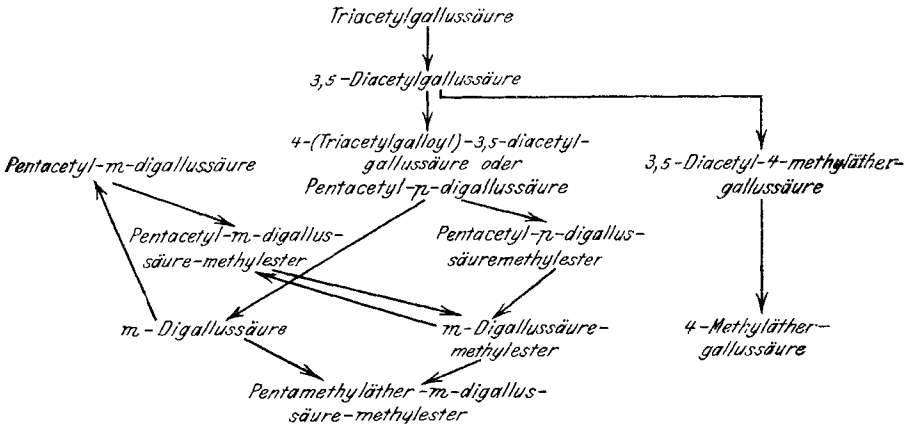 Triacetylgallussäure
3,5-Diacetylgallussäure
4-(Triacetylgalloyl)-3,5-diacetyl-
gallussäure oder
Pentacetyl-p-digallussäure
Pentacetyl-m-digallussäure
3,5-Diacetyl-4-methyläther-
gallussäure
Pentacetyl-m-digallus-
säure-methylester
Pentacetyl-p-digallus-
säuremethylester
m-Digallussäure
m-Digallussäure-
methylester
4-Methyläther-
gallussäure
Pentamethyläther-m-digallus-
säure-methylester